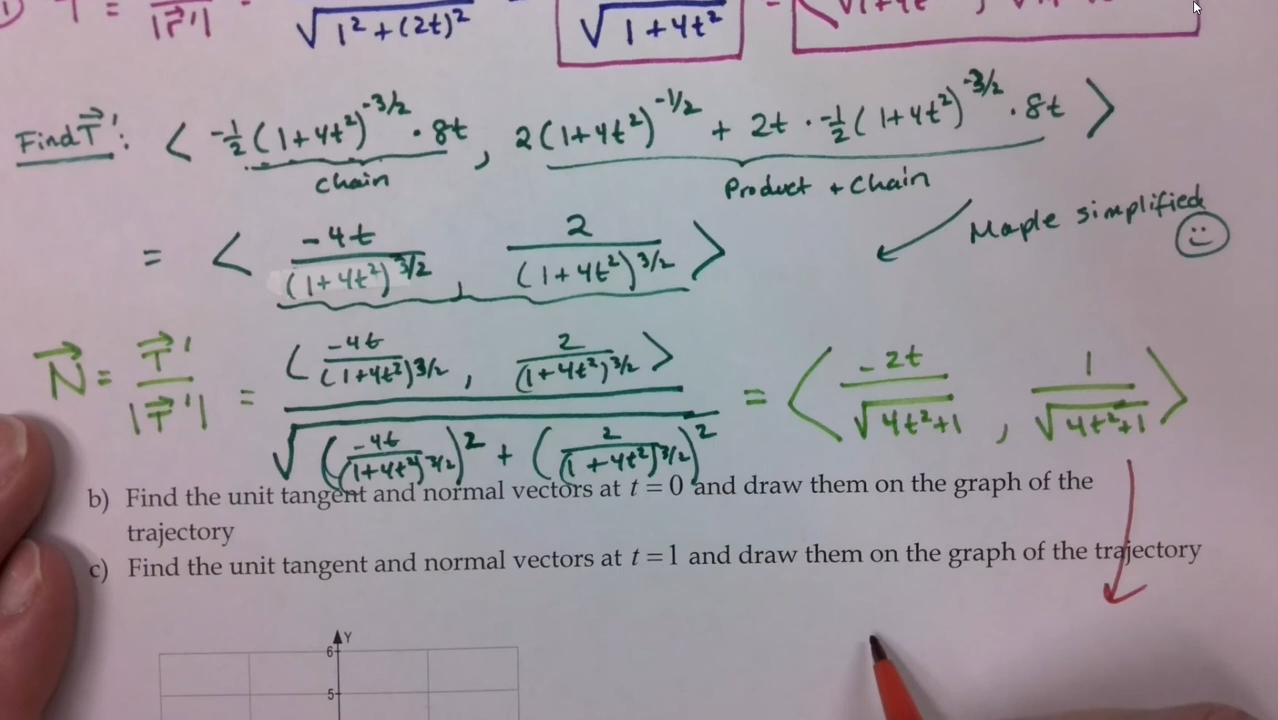 ① T = / |r⃗'| = / √(1² + (2t)²) = / √(1+4t²) =
Find T⃗': < -½(1+4t²)^(-3/2) · 8t , 2(1+4t²)^(-1/2) + 2t · -½(1+4t²)^(-3/2) · 8t >
chain Product + Chain
Maple simplified
= < -4t/(1+4t²)^(3/2) , 2/(1+4t²)^(3/2) >
N⃗ = T⃗'/|T⃗'| = < -4t/(1+4t²)^(3/2) , 2/(1+4t²)^(3/2) > / √((-4t/(1+4t²)^(3/2))² + (2/(1+4t²)^(3/2))²) = < -2t/√(4t²+1) , 1/√(4t²+1) >
b) Find the unit tangent and normal vectors at t = 0 and draw them on the graph of the
trajectory
c) Find the unit tangent and normal vectors at t = 1 and draw them on the graph of the trajectory
Y
6
5